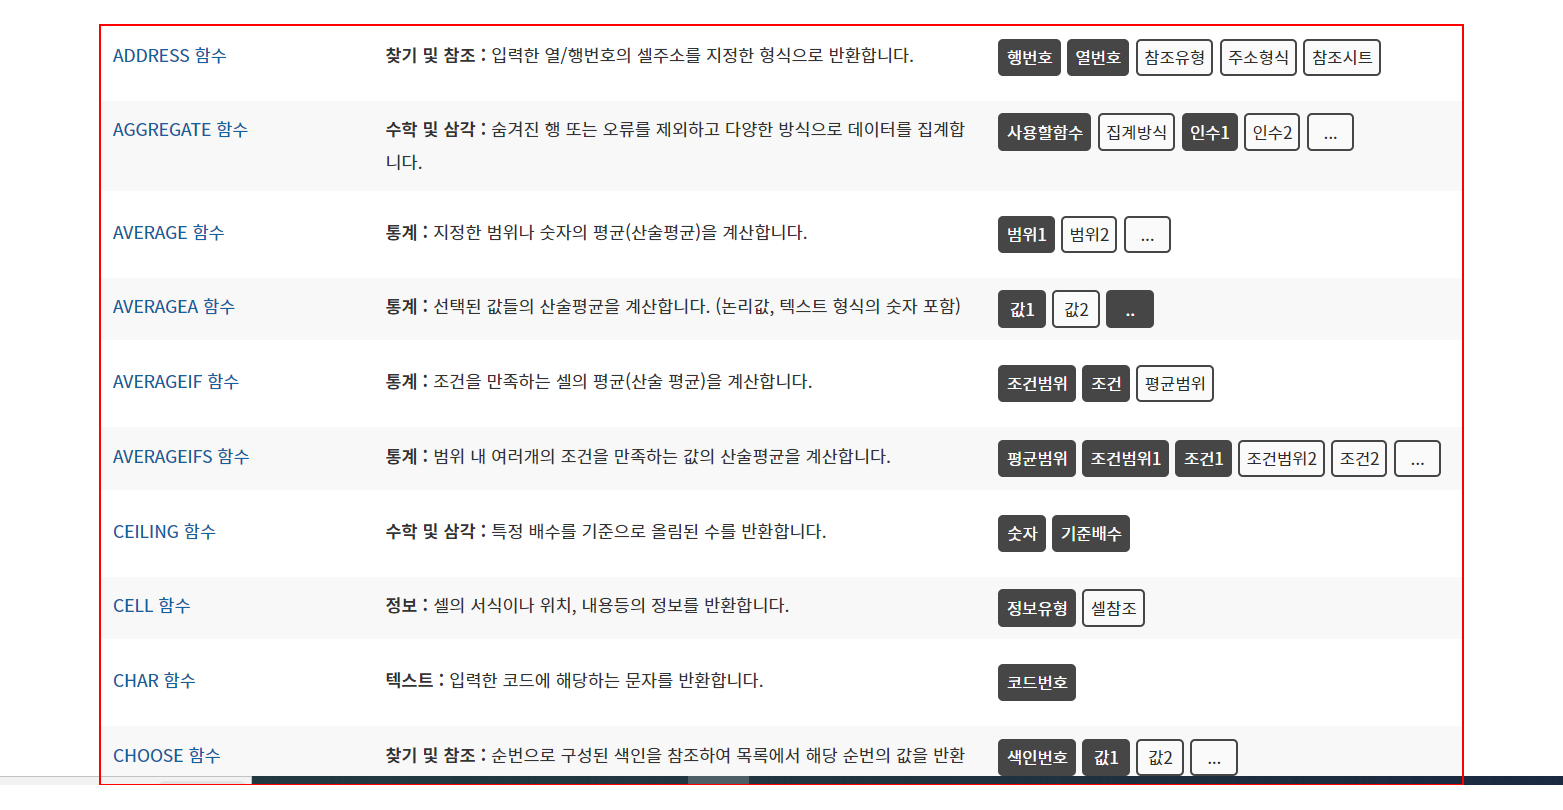 ADDRESS 함수 찾기 및 참조 : 입력한 열/행번호의 셀주소를 지정한 형식으로 반환합니다. 행번호 열번호 참조유형 주소형식 참조시트
AGGREGATE 함수 수학 및 삼각 : 숨겨진 행 또는 오류를 제외하고 다양한 방식으로 데이터를 집계합 사용할함수 집계방식 인수1 인수2 ...
니다.
AVERAGE 함수 통계 : 지정한 범위나 숫자의 평균(산술평균)을 계산합니다. 범위1 범위2 ...
AVERAGEA 함수 통계 : 선택된 값들의 산술평균을 계산합니다. (논리값, 텍스트 형식의 숫자 포함) 값1 값2 ..
AVERAGEIF 함수 통계 : 조건을 만족하는 셀의 평균(산술 평균)을 계산합니다. 조건범위 조건 평균범위
AVERAGEIFS 함수 통계 : 범위 내 여러개의 조건을 만족하는 값의 산술평균을 계산합니다. 평균범위 조건범위1 조건1 조건범위2 조건2 ...
CEILING 함수 수학 및 삼각 : 특정 배수를 기준으로 올림된 수를 반환합니다. 숫자 기준배수
CELL 함수 정보 : 셀의 서식이나 위치, 내용등의 정보를 반환합니다. 정보유형 셀참조
CHAR 함수 텍스트 : 입력한 코드에 해당하는 문자를 반환합니다. 코드번호
CHOOSE 함수 찾기 및 참조 : 순번으로 구성된 색인을 참조하여 목록에서 해당 순번의 값을 반환 색인번호 값1 값2 ...